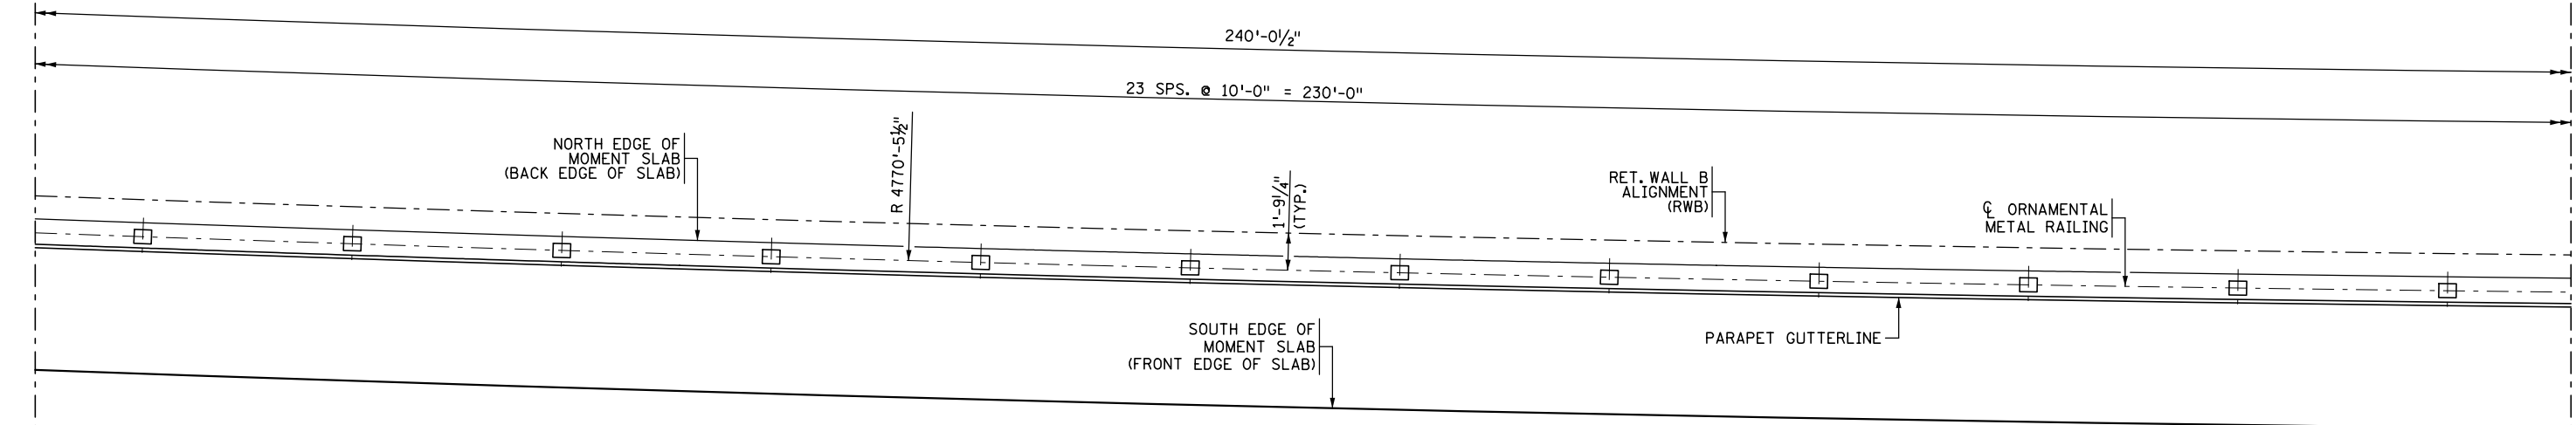 240'-0½"
23 SPS. @ 10'-0" = 230'-0"
NORTH EDGE OF
MOMENT SLAB
(BACK EDGE OF SLAB)
R 4770'-5½"
1'-9¼"
(TYP.)
RET. WALL B
ALIGNMENT
(RWB)
℄ ORNAMENTAL
METAL RAILING
SOUTH EDGE OF
MOMENT SLAB
(FRONT EDGE OF SLAB)
PARAPET GUTTERLINE